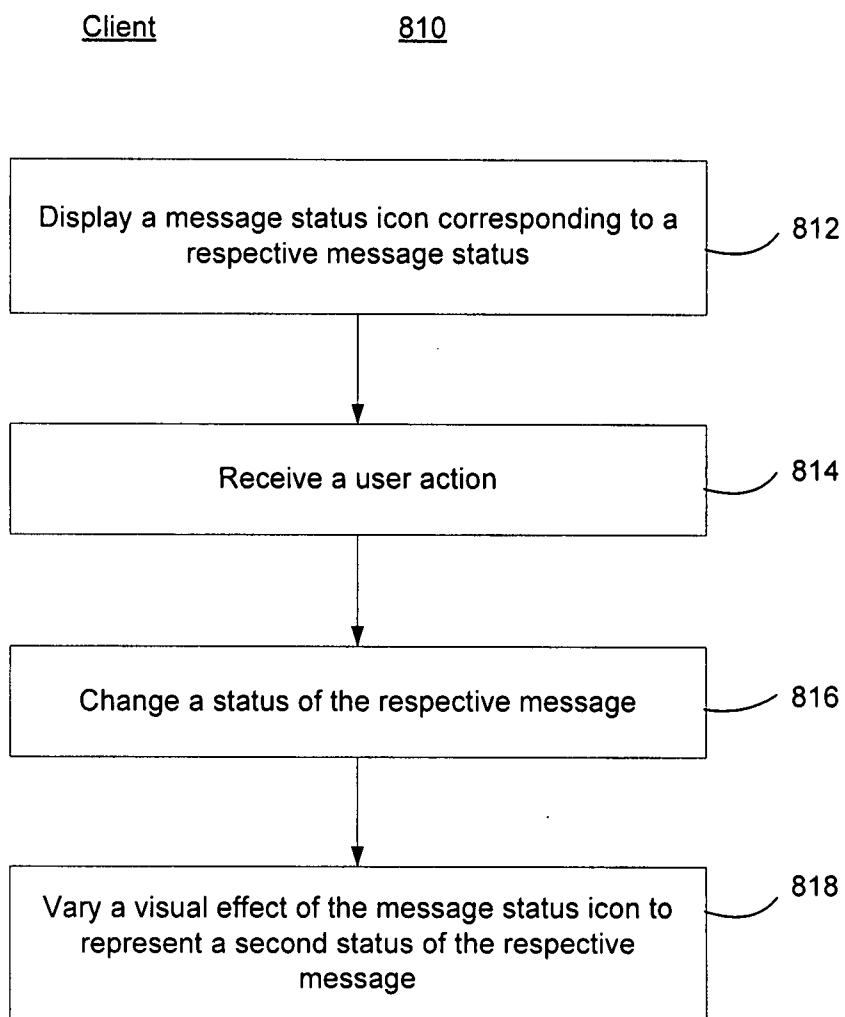 Client 810
Display a message status icon corresponding to a
respective message status
812
Receive a user action
814
Change a status of the respective message
816
Vary a visual effect of the message status icon to
represent a second status of the respective
message
818